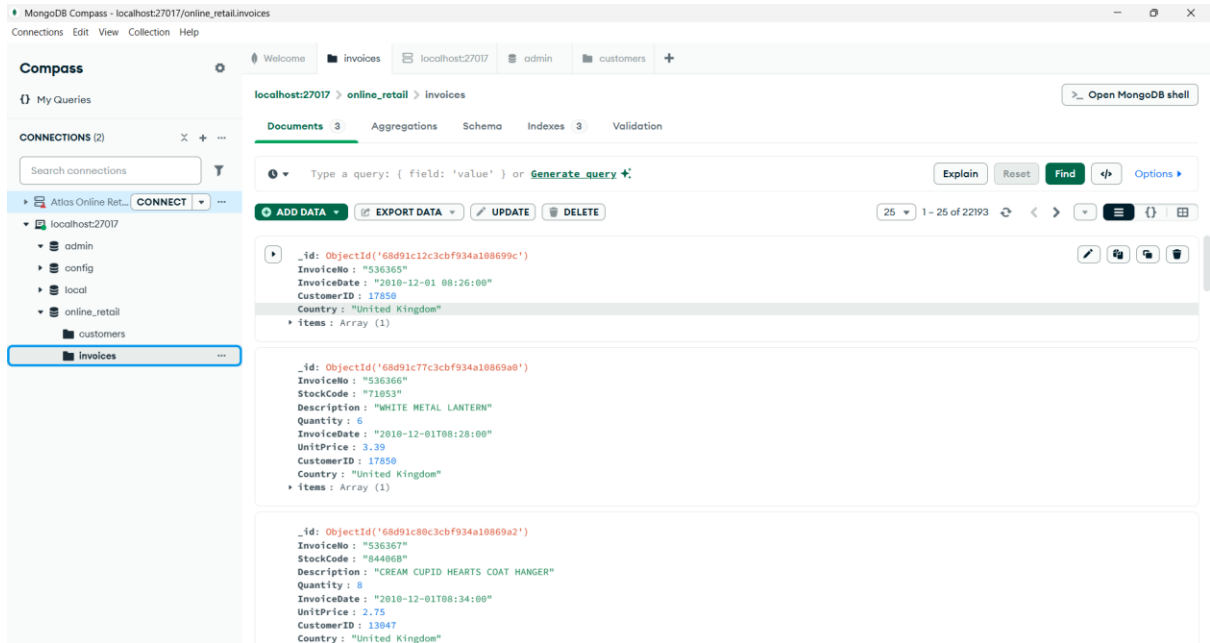 MongoDB Compass - localhost:27017/online_retail.invoices
Connections Edit View Collection Help
Compass
{} My Queries
CONNECTIONS (2)
Search connections
Atlas Online Ret... CONNECT
localhost:27017
admin
config
local
online_retail
customers
invoices
Welcome invoices localhost:27017 admin customers
localhost:27017 > online_retail > invoices
>_ Open MongoDB shell
Documents 3 Aggregations Schema Indexes 3 Validation
Type a query: { field: 'value' } or Generate query
Explain Reset Find </> Options
ADD DATA EXPORT DATA UPDATE DELETE
25 1 – 25 of 22193 {}
_id: ObjectId('68d91c12c3cbf934a108699c')
InvoiceNo : "536365"
InvoiceDate : "2010-12-01 08:26:00"
CustomerID : 17850
Country : "United Kingdom"
items : Array (1)
_id: ObjectId('68d91c77c3cbf934a10869a0')
InvoiceNo : "536366"
StockCode : "71053"
Description : "WHITE METAL LANTERN"
Quantity : 6
InvoiceDate : "2010-12-01T08:28:00"
UnitPrice : 3.39
CustomerID : 17850
Country : "United Kingdom"
items : Array (1)
_id: ObjectId('68d91c80c3cbf934a10869a2')
InvoiceNo : "536367"
StockCode : "84406B"
Description : "CREAM CUPID HEARTS COAT HANGER"
Quantity : 8
InvoiceDate : "2010-12-01T08:34:00"
UnitPrice : 2.75
CustomerID : 13047
Country : "United Kingdom"